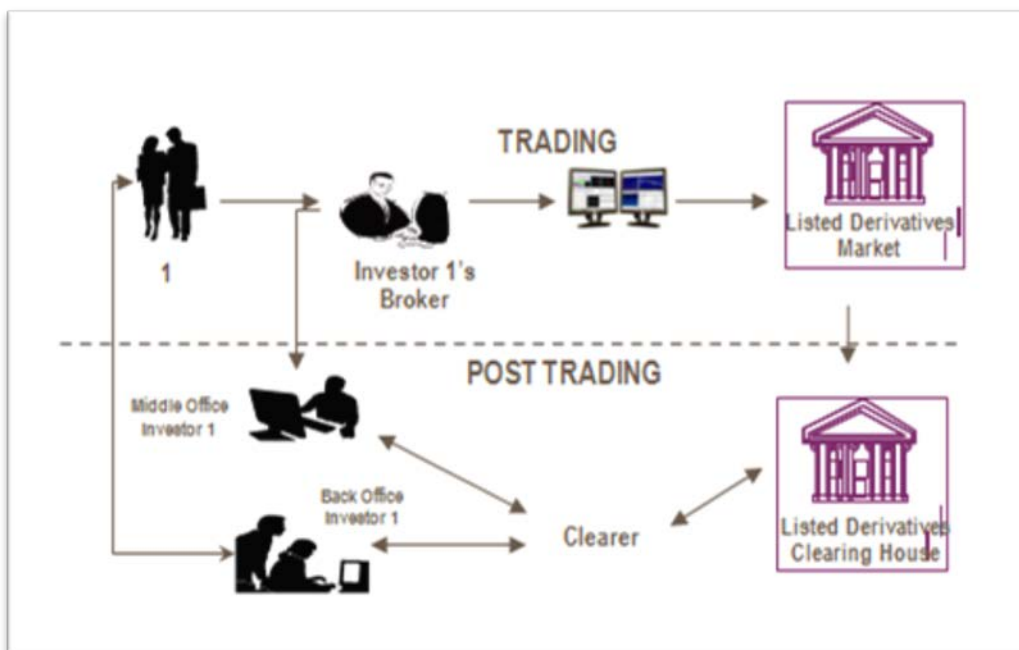 TRADING
Listed Derivatives
Market
1
Investor 1's
Broker
POST TRADING
Middle Office
Investor 1
Back Office
Investor 1
Clearer
Listed Derivatives
Clearing House